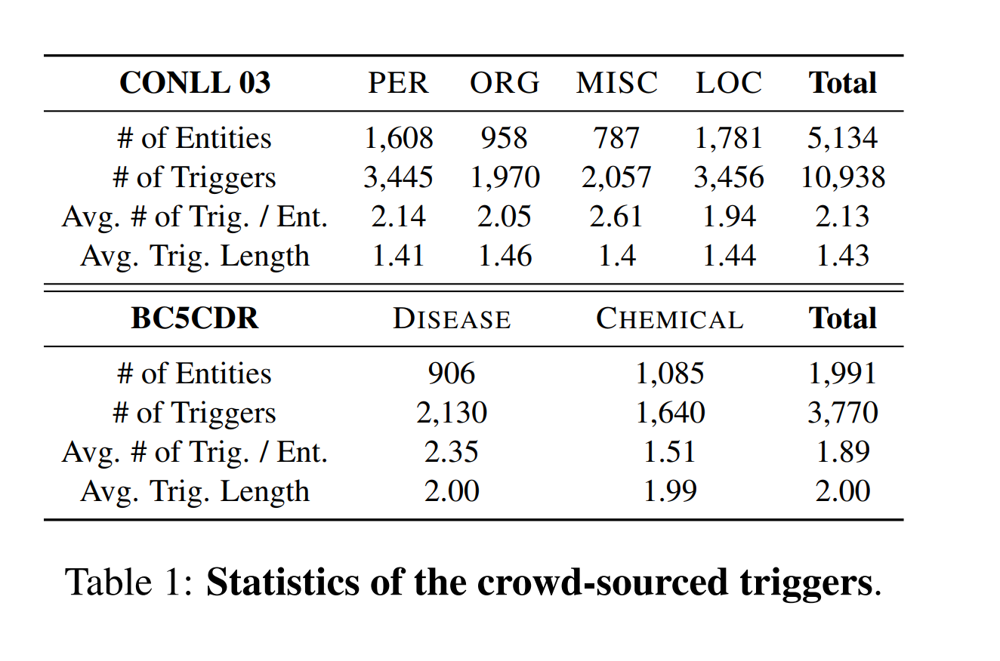 CONLL 03 PER ORG MISC LOC Total
# of Entities 1,608 958 787 1,781 5,134
# of Triggers 3,445 1,970 2,057 3,456 10,938
Avg. # of Trig. / Ent. 2.14 2.05 2.61 1.94 2.13
Avg. Trig. Length 1.41 1.46 1.4 1.44 1.43
BC5CDR DISEASE CHEMICAL Total
# of Entities 906 1,085 1,991
# of Triggers 2,130 1,640 3,770
Avg. # of Trig. / Ent. 2.35 1.51 1.89
Avg. Trig. Length 2.00 1.99 2.00
Table 1: Statistics of the crowd-sourced triggers.